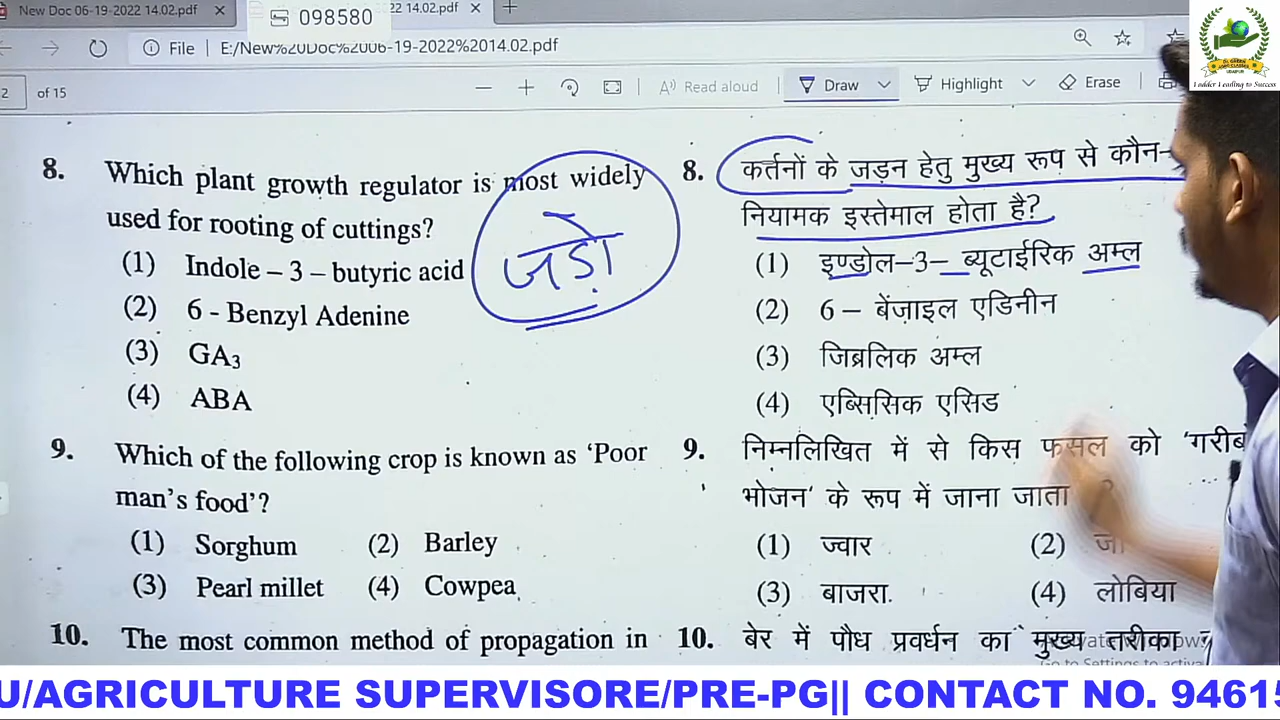 New Doc 06-19-2022 14.02.pdf
22 14.02.pdf
098580
File
E:/New%20Doc%2006-19-2022%2014.02.pdf
2 of 15
Read aloud
Draw
Highlight
Erase
Ladder Leading to Success
8. Which plant growth regulator is most widely
used for rooting of cuttings?
(1) Indole – 3 – butyric acid
(2) 6 - Benzyl Adenine
(3) GA3
(4) ABA
जड़ो
9. Which of the following crop is known as ‘Poor
man’s food’?
(1) Sorghum (2) Barley
(3) Pearl millet (4) Cowpea
10. The most common method of propagation in
8. कर्तनों के जड़न हेतु मुख्य रूप से कौन-
नियामक इस्तेमाल होता है?
(1) इण्डोल–3– ब्यूटाईरिक अम्ल
(2) 6 – बेंज़ाइल एडिनीन
(3) जिब्रलिक अम्ल
(4) एब्सिसिक एसिड
9. निम्नलिखित में से किस फसल को ‘गरीब
भोजन’ के रूप में जाना जाता
(1) ज्वार (2)
(3) बाजरा. (4) लोबिया
10. बेर में पौध प्रवर्धन का मुख्य तरीका
U/AGRICULTURE SUPERVISORE/PRE-PG|| CONTACT NO. 9461